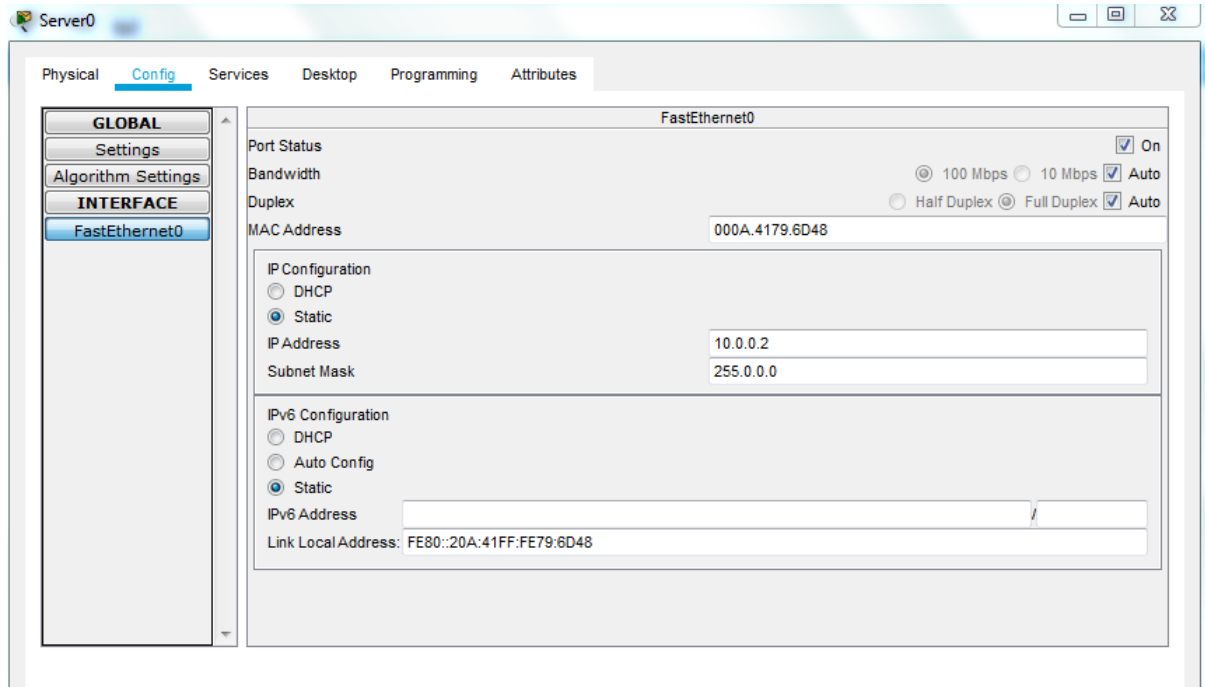 Server0
Physical Config Services Desktop Programming Attributes
GLOBAL
Settings
Algorithm Settings
INTERFACE
FastEthernet0
FastEthernet0
Port Status On
Bandwidth 100 Mbps 10 Mbps Auto
Duplex Half Duplex Full Duplex Auto
MAC Address 000A.4179.6D48
IP Configuration
DHCP
Static
IP Address 10.0.0.2
Subnet Mask 255.0.0.0
IPv6 Configuration
DHCP
Auto Config
Static
IPv6 Address /
Link Local Address: FE80::20A:41FF:FE79:6D48